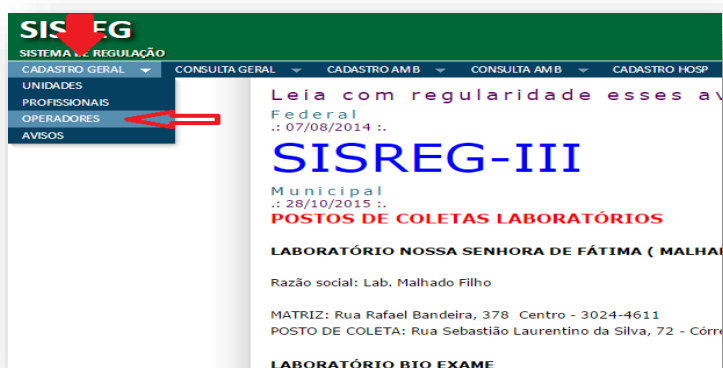 SIS EG
SISTEMA DE REGULAÇÃO
CADASTRO GERAL CONSULTA GERAL CADASTRO AMB CONSULTA AMB CADASTRO HOSP
UNIDADES
PROFISSIONAIS
OPERADORES
AVISOS
Leia com regularidade esses av
Federal
.: 07/08/2014 :.
SISREG-III
Municipal
.: 28/10/2015 :.
POSTOS DE COLETAS LABORATÓRIOS
LABORATÓRIO NOSSA SENHORA DE FÁTIMA ( MALHA
Razão social: Lab. Malhado Filho
MATRIZ: Rua Rafael Bandeira, 378 Centro - 3024-4611
POSTO DE COLETA: Rua Sebastião Laurentino da Silva, 72 - Córre
LABORATÓRIO BIO EXAME